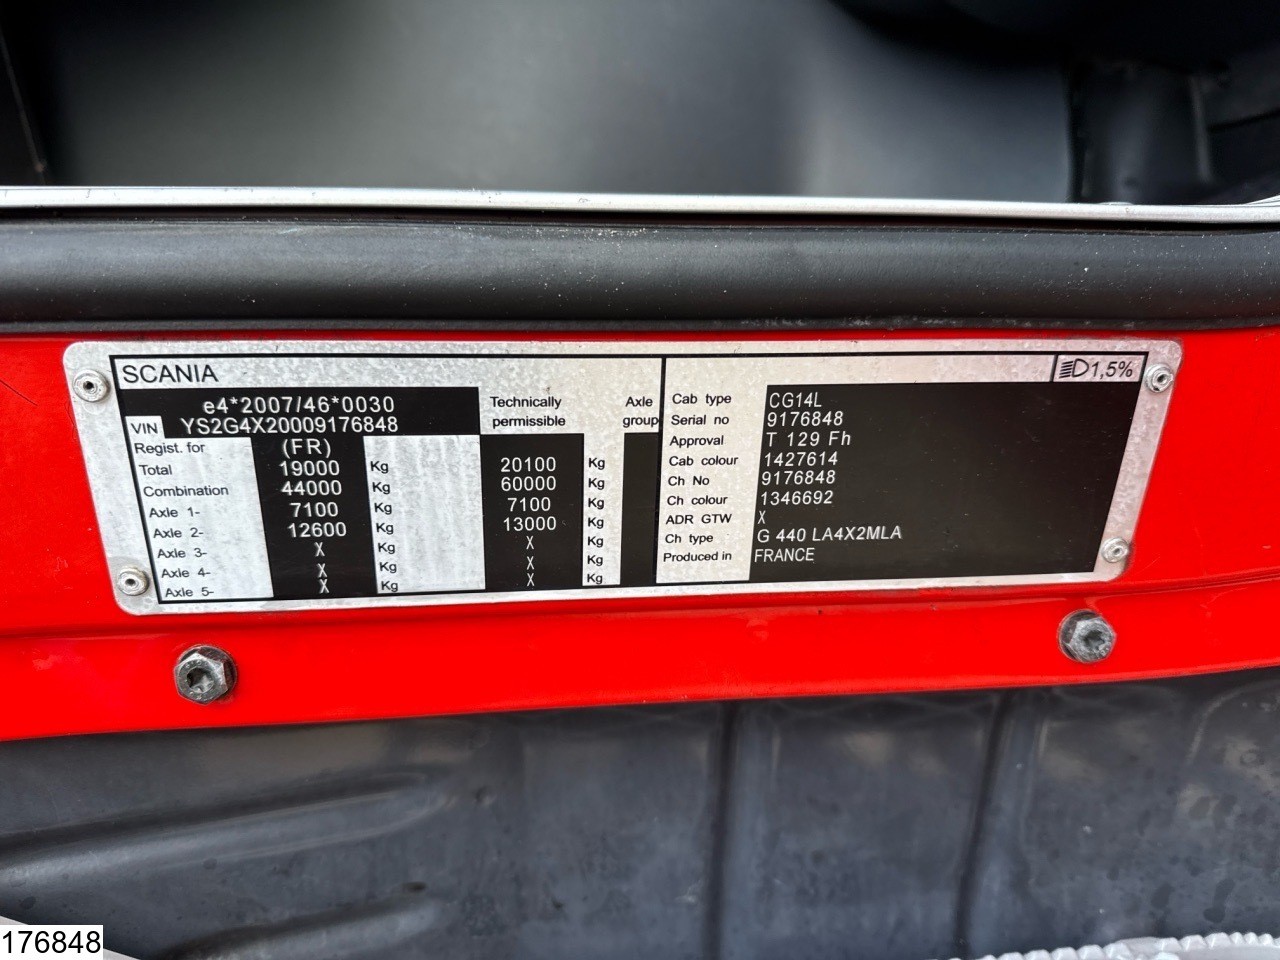 SCANIA
1,5%
e4*2007/46*0030
VIN YS2G4X20009176848
Technically permissible
Axle group
Regist. for (FR)
Total 19000 Kg 20100 Kg
Combination 44000 Kg 60000 Kg
Axle 1- 7100 Kg 7100 Kg
Axle 2- 12600 Kg 13000 Kg
Axle 3- X Kg X Kg
Axle 4- X Kg X Kg
Axle 5- X Kg X Kg
Cab type CG14L
Serial no 9176848
Approval T 129 Fh
Cab colour 1427614
Ch No 9176848
Ch colour 1346692
ADR GTW X
Ch type G 440 LA4X2MLA
Produced in FRANCE
176848